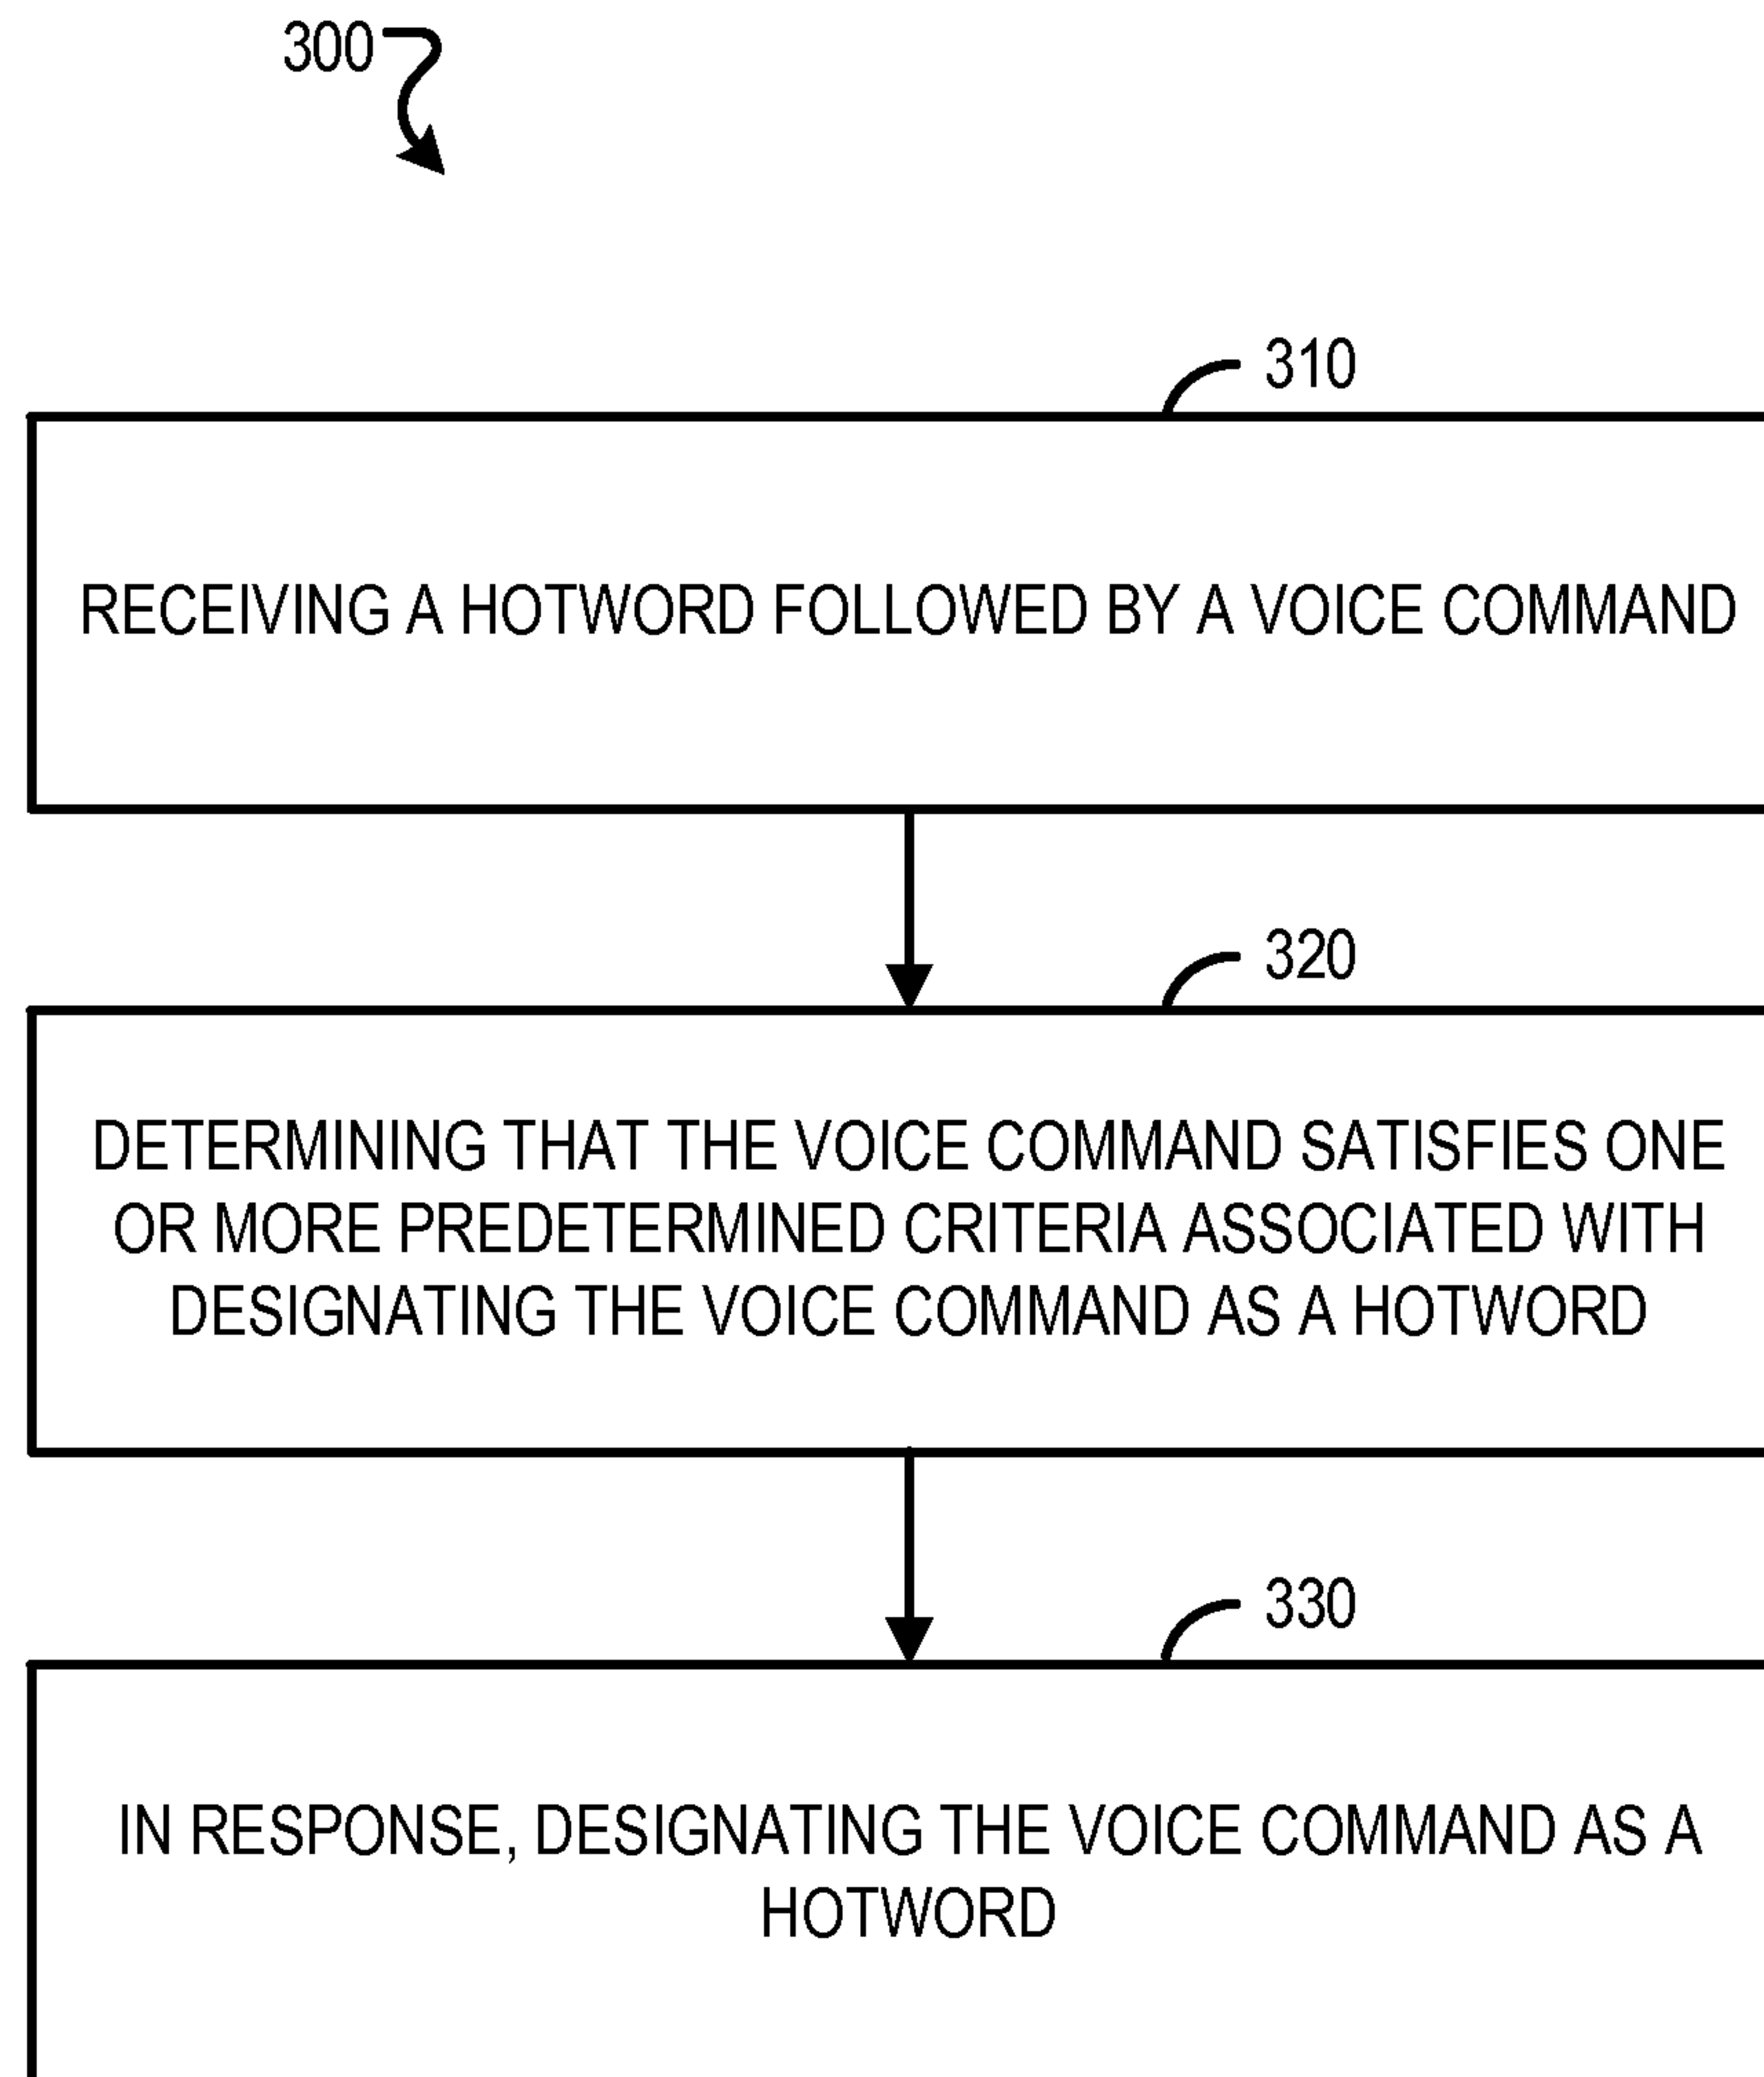 300
310
RECEIVING A HOTWORD FOLLOWED BY A VOICE COMMAND
320
DETERMINING THAT THE VOICE COMMAND SATISFIES ONE
OR MORE PREDETERMINED CRITERIA ASSOCIATED WITH
DESIGNATING THE VOICE COMMAND AS A HOTWORD
330
IN RESPONSE, DESIGNATING THE VOICE COMMAND AS A
HOTWORD